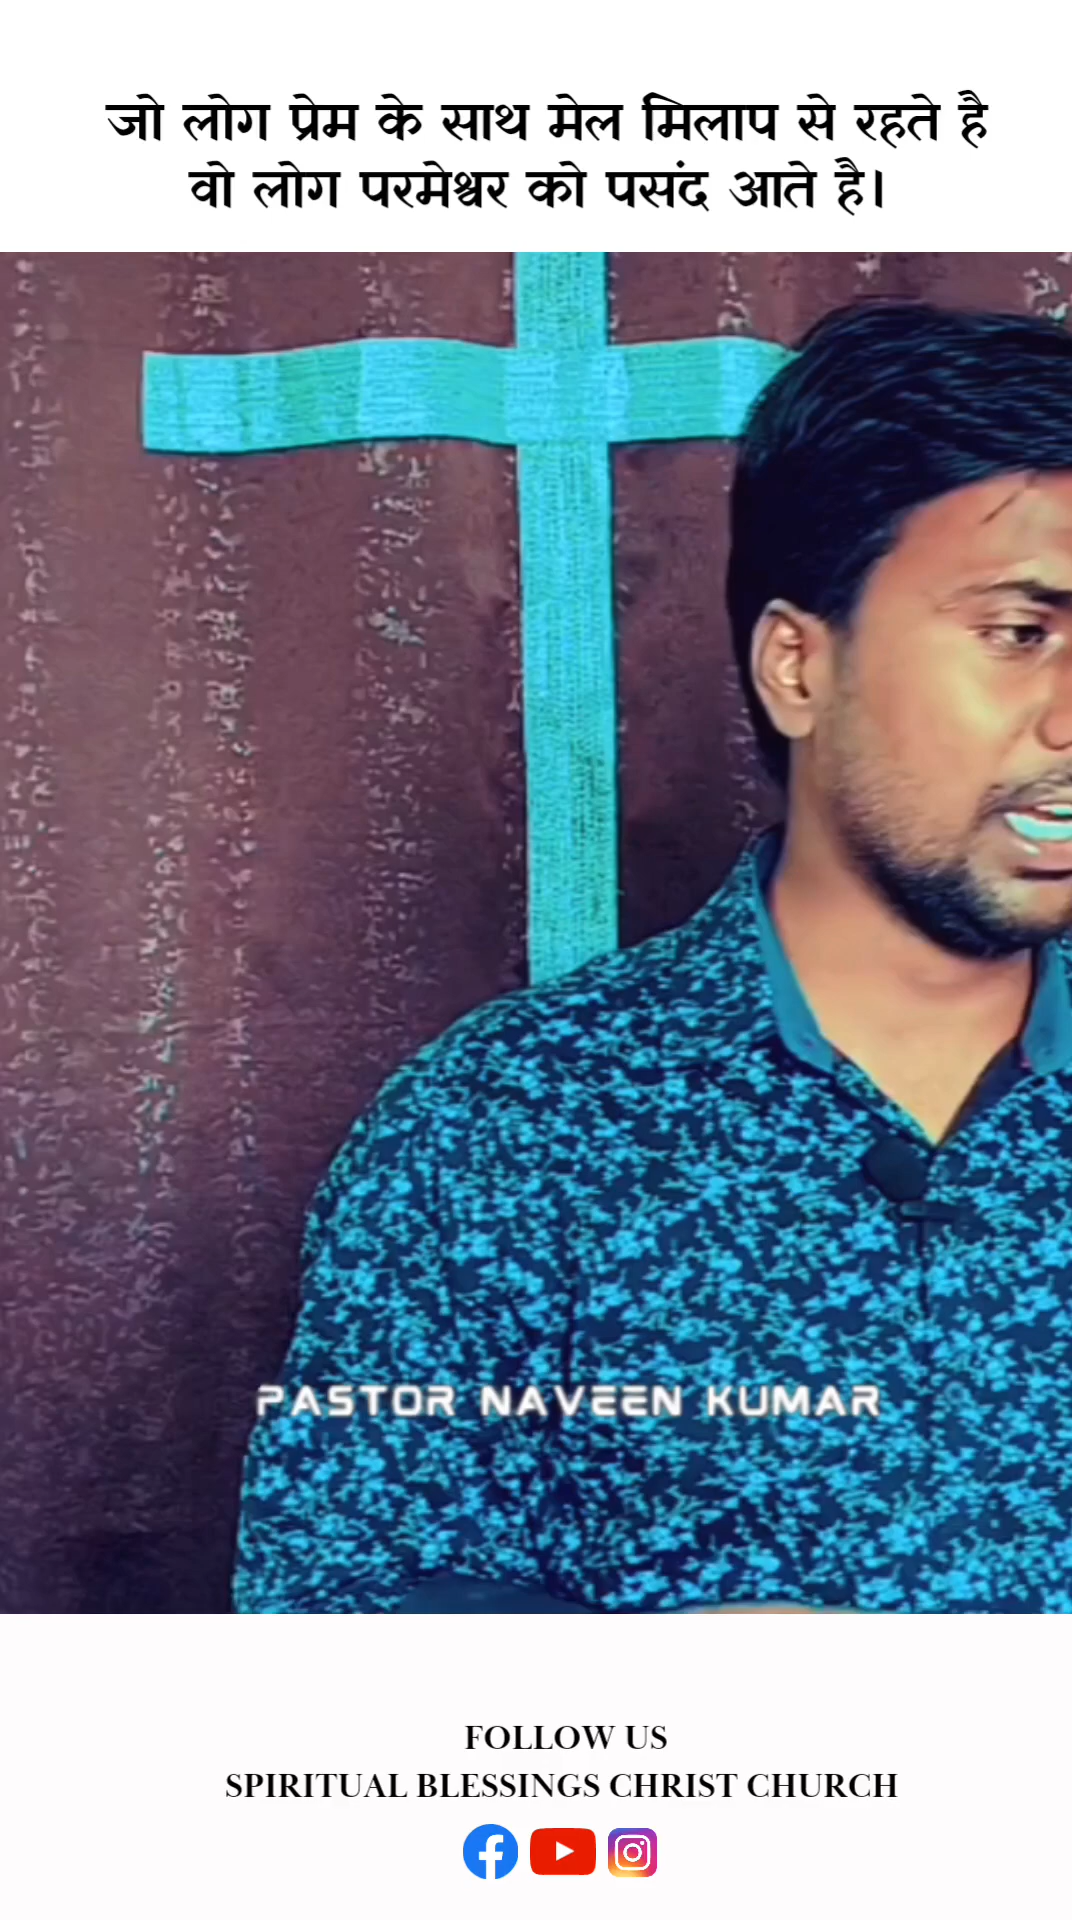 जो लोग प्रेम के साथ मेल मिलाप से रहते है
वो लोग परमेश्वर को पसंद आते है।
PASTOR NAVEEN KUMAR
FOLLOW US
SPIRITUAL BLESSINGS CHRIST CHURCH